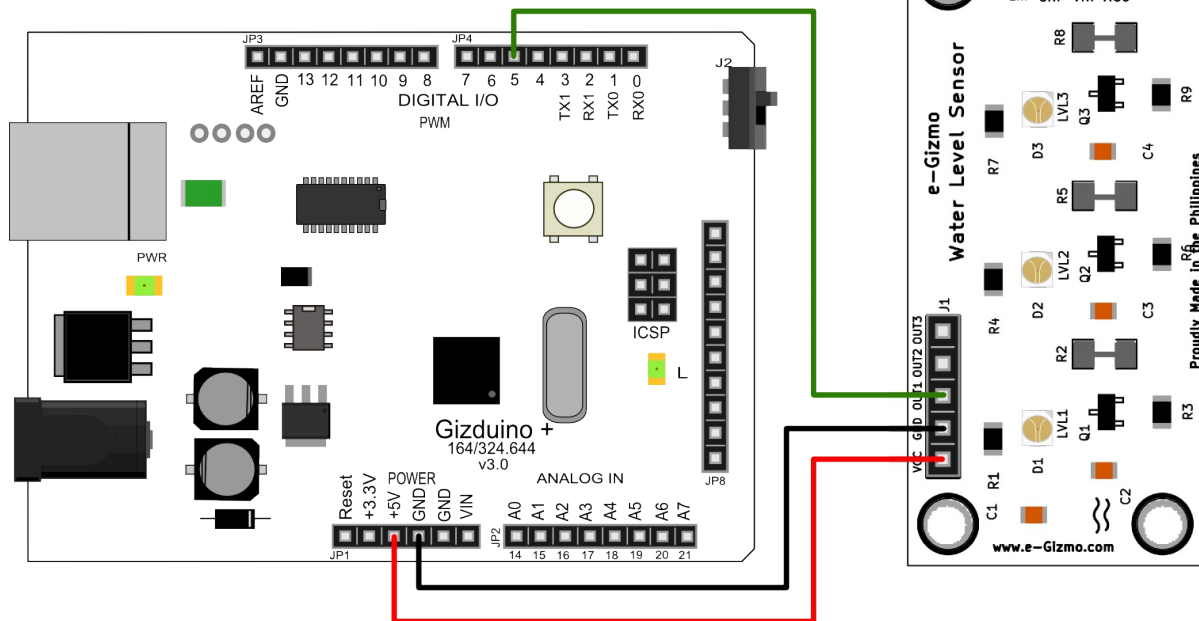 JP3
JP4
AREF
GND
13
12
11
10
9
8
7
6
5
4
3
2
1
0
TX1
RX1
TX0
RX0
DIGITAL I/O
PWM
J2
PWR
ICSP
L
Gizduino +
164/324.644
v3.0
POWER
ANALOG IN
JP8
Reset
+3.3V
+5V
GND
GND
VIN
A0
A1
A2
A3
A4
A5
A6
A7
JP1
JP2
14
15
16
17
18
19
20
21
e-Gizmo
Water Level Sensor
R8
LVL3
Q3
R9
R7
D3
C4
R5
LVL2
Q2
R6
R4
D2
C3
R2
LVL1
Q1
R3
R1
D1
C2
C1
J1
OUT3
OUT2
OUT1
GND
VCC
Proudly Made in the Philippines
www.e-Gizmo.com